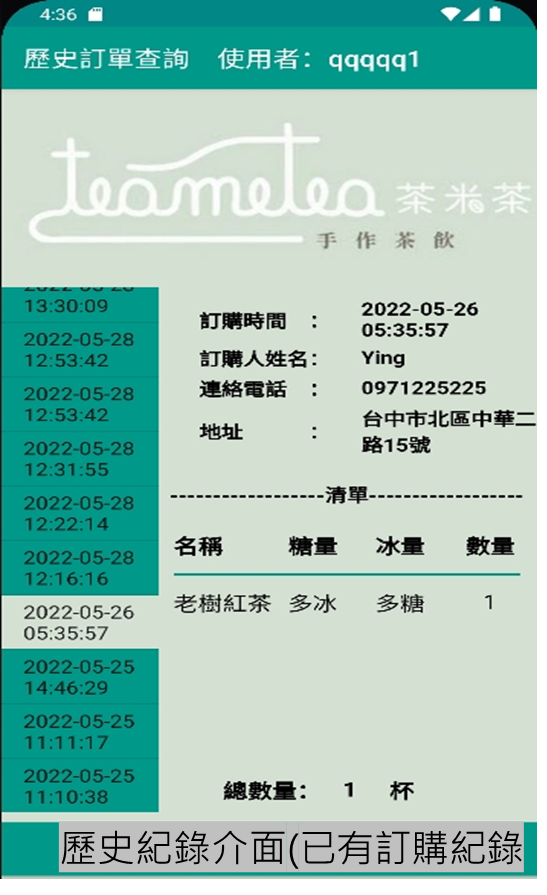 4:36
歷史訂單查詢 使用者：qqqqq1
teametea 茶米茶
手作茶飲
13:30:09
2022-05-28
12:53:42
2022-05-28
12:53:42
2022-05-28
12:31:55
2022-05-28
12:22:14
2022-05-28
12:16:16
2022-05-26
05:35:57
2022-05-25
14:46:29
2022-05-25
11:11:17
2022-05-25
11:10:38
訂購時間 ： 2022-05-26
05:35:57
訂購人姓名： Ying
連絡電話 ： 0971225225
地址 ： 台中市北區中華二
路15號
------------------清單------------------
名稱 糖量 冰量 數量
老樹紅茶 多冰 多糖 1
總數量： 1 杯
歷史紀錄介面(已有訂購紀錄